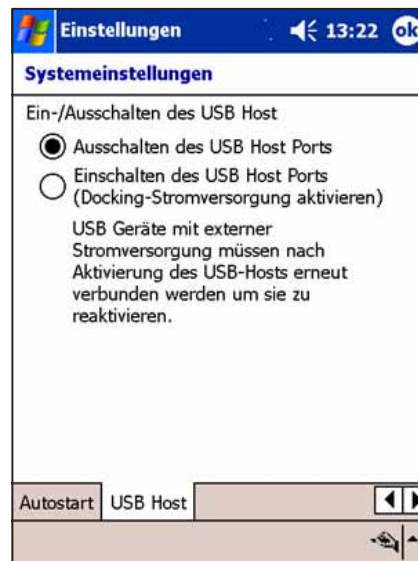 Einstellungen 13:22 ok
Systemeinstellungen
Ein-/Ausschalten des USB Host
Ausschalten des USB Host Ports
Einschalten des USB Host Ports
(Docking-Stromversorgung aktivieren)
USB Geräte mit externer
Stromversorgung müssen nach
Aktivierung des USB-Hosts erneut
verbunden werden um sie zu
reaktivieren.
Autostart USB Host